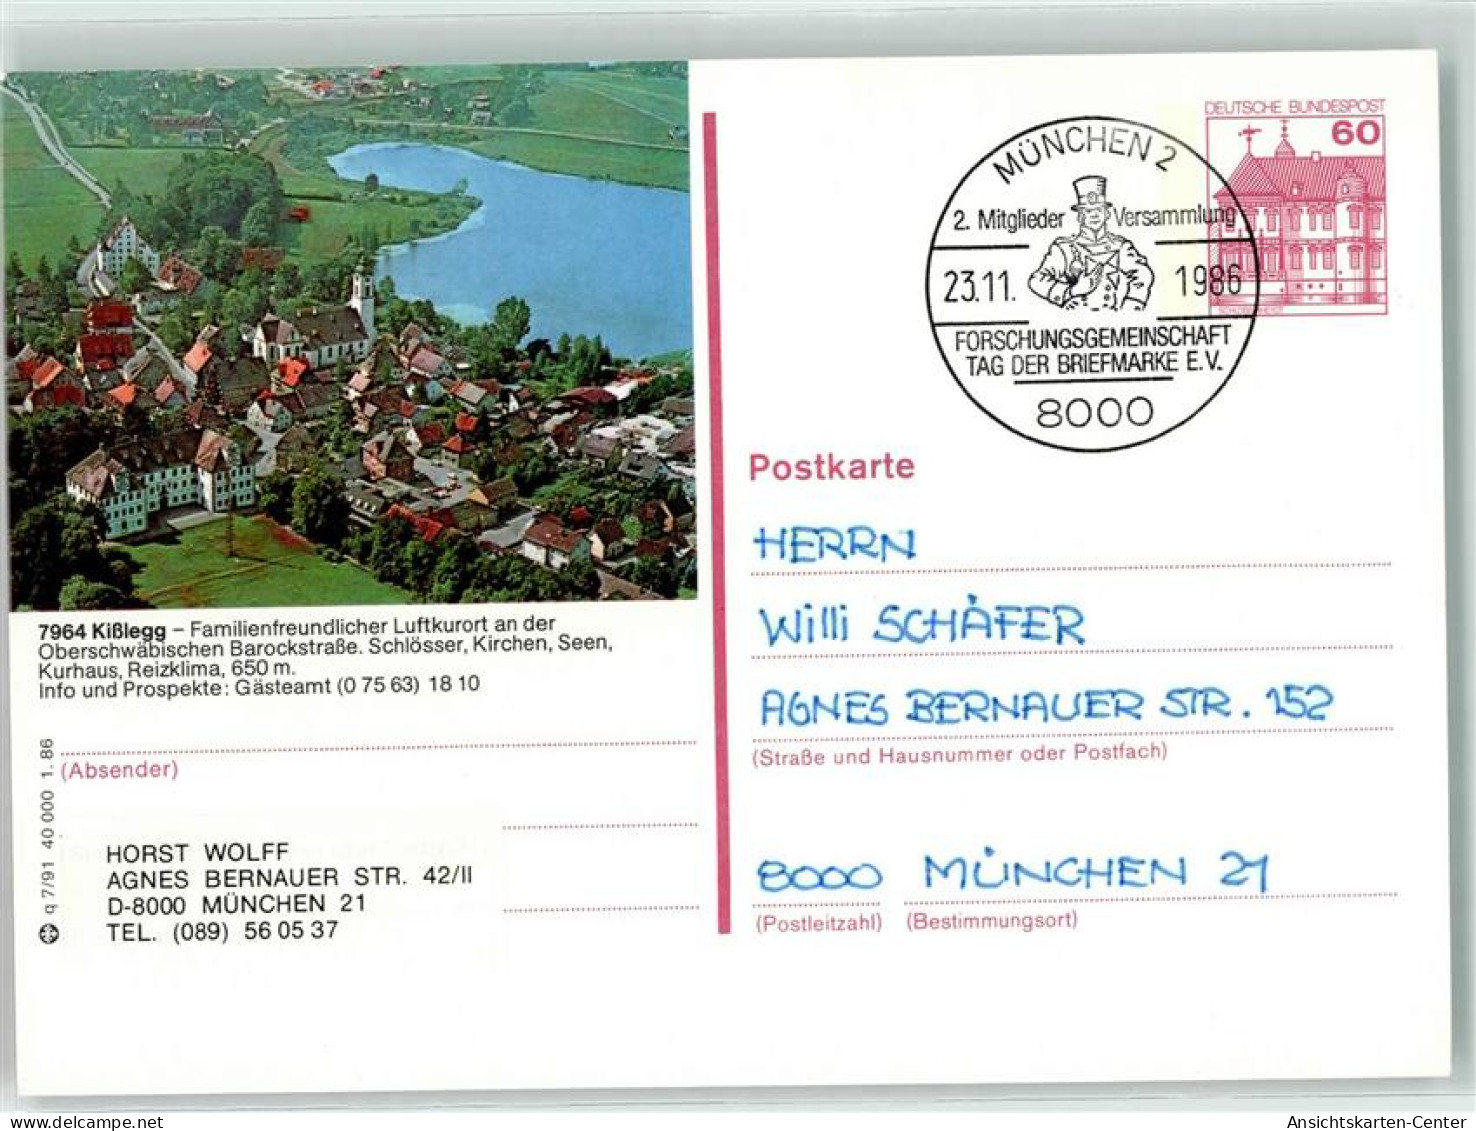 DEUTSCHE BUNDESPOST
60
MÜNCHEN 2
2. Mitglieder Versammlung
23.11. 1986
FORSCHUNGSGEMEINSCHAFT
TAG DER BRIEFMARKE E.V.
8000
Postkarte
HERRN
Willi SCHÄFER
AGNES BERNAUER STR. 152
(Straße und Hausnummer oder Postfach)
8000 MÜNCHEN 21
(Postleitzahl) (Bestimmungsort)
7964 Kißlegg – Familienfreundlicher Luftkurort an der
Oberschwäbischen Barockstraße. Schlösser, Kirchen, Seen,
Kurhaus, Reizklima, 650 m.
Info und Prospekte: Gästeamt (0 75 63) 18 10
(Absender)
HORST WOLFF
AGNES BERNAUER STR. 42/II
D-8000 MÜNCHEN 21
TEL. (089) 56 05 37
q 7/91 40 000 1.86
www.ansichtskartenversand.com
Ansichtskarten-Center